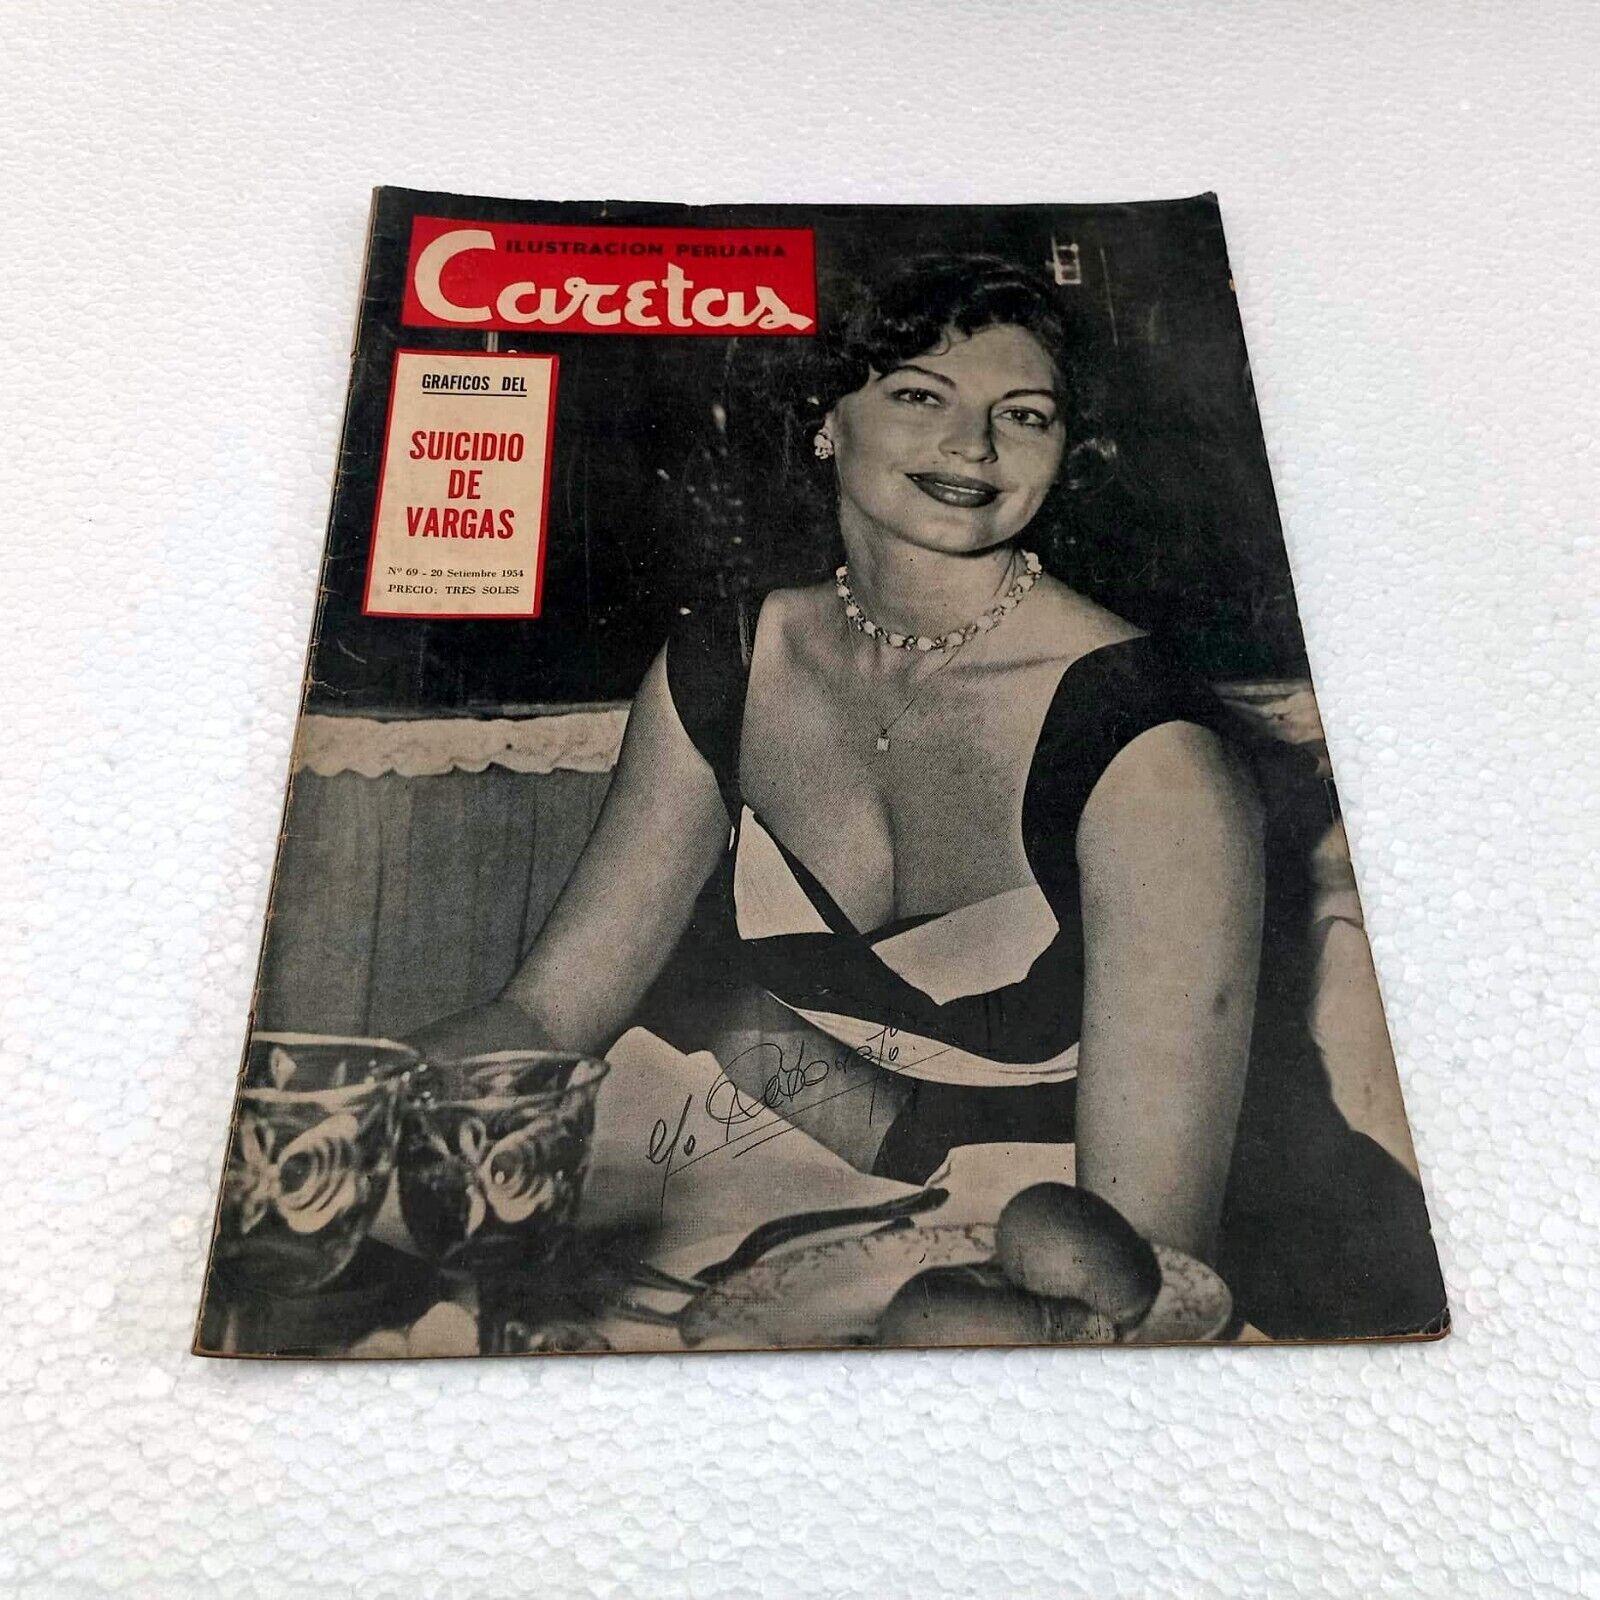 ILUSTRACION PERUANA
Caretas
GRAFICOS DEL
SUICIDIO
DE
VARGAS
Nº 69 - 20 Setiembre 1954
PRECIO: TRES SOLES